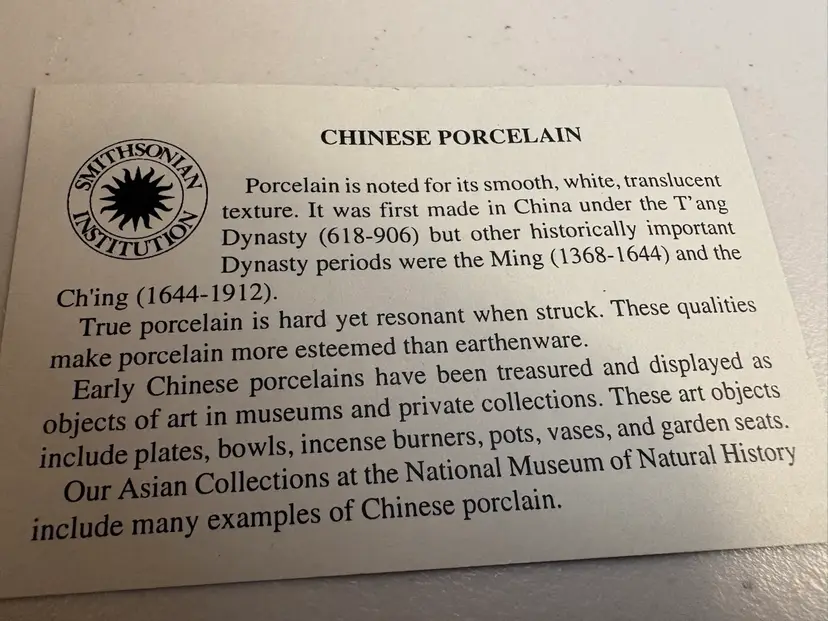 CHINESE PORCELAIN
SMITHSONIAN
INSTITUTION
Porcelain is noted for its smooth, white, translucent
texture. It was first made in China under the T'ang
Dynasty (618-906) but other historically important
Dynasty periods were the Ming (1368-1644) and the
Ch'ing (1644-1912).
True porcelain is hard yet resonant when struck. These qualities
make porcelain more esteemed than earthenware.
Early Chinese porcelains have been treasured and displayed as
objects of art in museums and private collections. These art objects
include plates, bowls, incense burners, pots, vases, and garden seats.
Our Asian Collections at the National Museum of Natural History
include many examples of Chinese porclain.